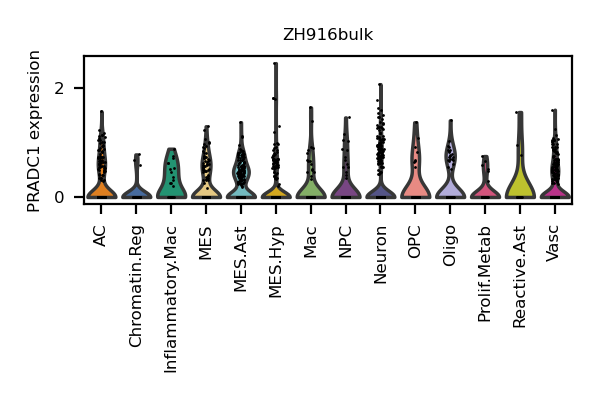 ZH916bulk
PRADC1 expression
2
0
AC
Chromatin.Reg
Inflammatory.Mac
MES
MES.Ast
MES.Hyp
Mac
NPC
Neuron
OPC
Oligo
Prolif.Metab
Reactive.Ast
Vasc